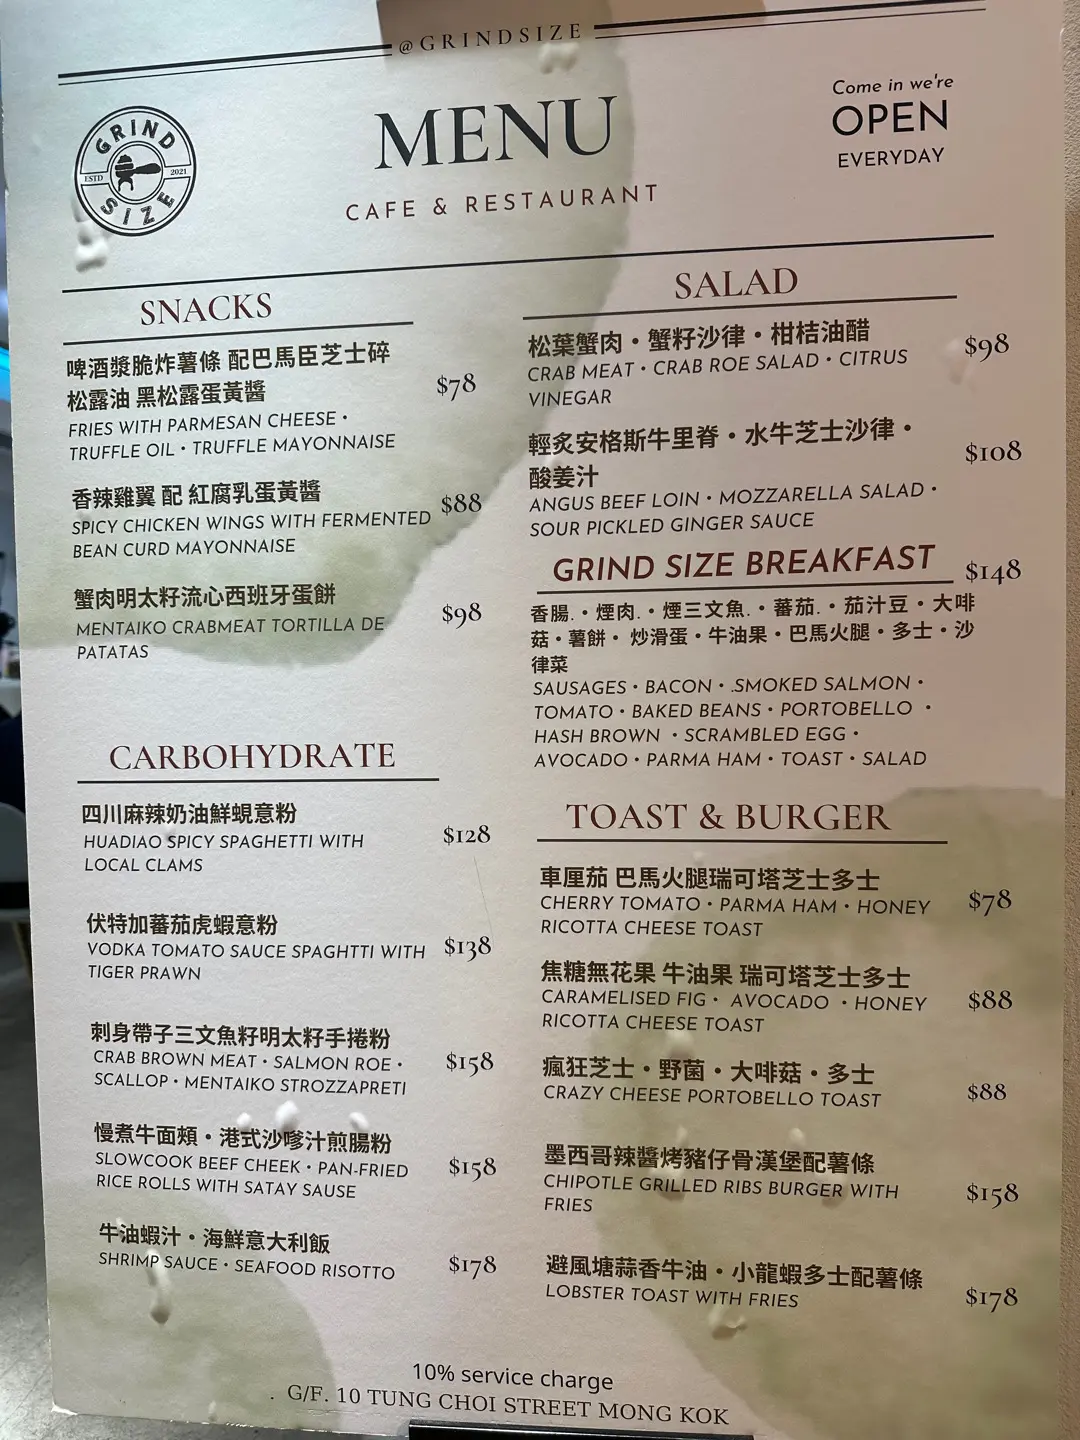 @GRINDSIZE
GRIND
ESTD 2021
SIZE
MENU
CAFE & RESTAURANT
Come in we're
OPEN
EVERYDAY
SNACKS
啤酒漿脆炸薯條 配巴馬臣芝士碎
松露油 黑松露蛋黃醬
$78
FRIES WITH PARMESAN CHEESE •
TRUFFLE OIL • TRUFFLE MAYONNAISE
香辣雞翼 配 紅腐乳蛋黃醬
$88
SPICY CHICKEN WINGS WITH FERMENTED
BEAN CURD MAYONNAISE
蟹肉明太籽流心西班牙蛋餅
$98
MENTAIKO CRABMEAT TORTILLA DE
PATATAS
CARBOHYDRATE
四川麻辣奶油鮮蜆意粉
$128
HUADIAO SPICY SPAGHETTI WITH
LOCAL CLAMS
伏特加蕃茄虎蝦意粉
$138
VODKA TOMATO SAUCE SPAGHTTI WITH
TIGER PRAWN
刺身帶子三文魚籽明太籽手捲粉
$158
CRAB BROWN MEAT • SALMON ROE •
SCALLOP • MENTAIKO STROZZAPRETI
慢煮牛面頰・港式沙嗲汁煎腸粉
$158
SLOWCOOK BEEF CHEEK • PAN-FRIED
RICE ROLLS WITH SATAY SAUSE
牛油蝦汁・海鮮意大利飯
$178
SHRIMP SAUCE • SEAFOOD RISOTTO
SALAD
松葉蟹肉・蟹籽沙律・柑桔油醋
$98
CRAB MEAT • CRAB ROE SALAD • CITRUS
VINEGAR
輕炙安格斯牛里脊・水牛芝士沙律・
酸姜汁
$108
ANGUS BEEF LOIN • MOZZARELLA SALAD •
SOUR PICKLED GINGER SAUCE
GRIND SIZE BREAKFAST
$148
香腸.・煙肉.・煙三文魚.・蕃茄.・茄汁豆・大啡
菇・薯餅・ 炒滑蛋・牛油果・巴馬火腿・多士・沙
律菜
SAUSAGES • BACON • .SMOKED SALMON •
TOMATO • BAKED BEANS • PORTOBELLO •
HASH BROWN • SCRAMBLED EGG •
AVOCADO • PARMA HAM • TOAST • SALAD
TOAST & BURGER
車厘茄 巴馬火腿瑞可塔芝士多士
$78
CHERRY TOMATO • PARMA HAM • HONEY
RICOTTA CHEESE TOAST
焦糖無花果 牛油果 瑞可塔芝士多士
$88
CARAMELISED FIG • AVOCADO • HONEY
RICOTTA CHEESE TOAST
瘋狂芝士・野菌・大啡菇・多士
$88
CRAZY CHEESE PORTOBELLO TOAST
墨西哥辣醬烤豬仔骨漢堡配薯條
$158
CHIPOTLE GRILLED RIBS BURGER WITH
FRIES
避風塘蒜香牛油・小龍蝦多士配薯條
$178
LOBSTER TOAST WITH FRIES
10% service charge
. G/F. 10 TUNG CHOI STREET MONG KOK